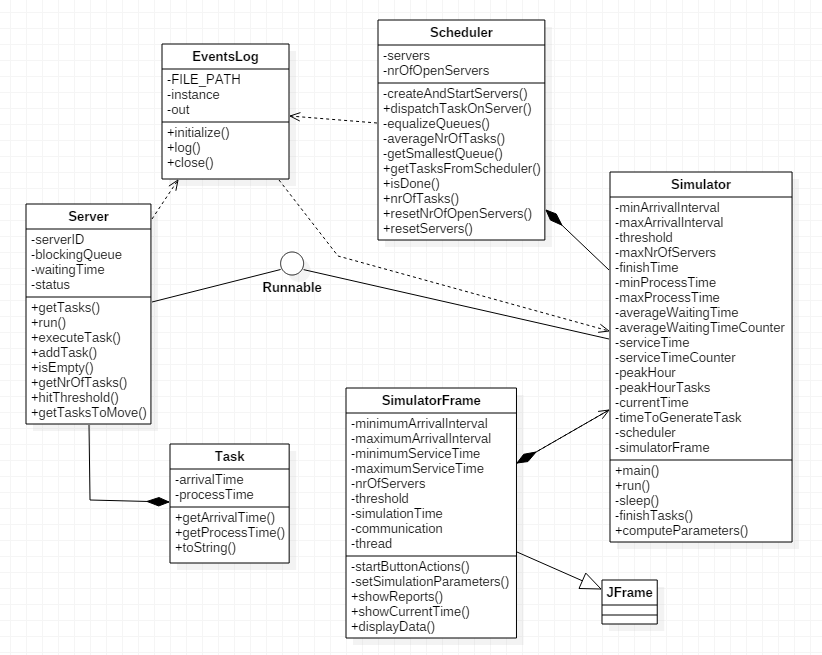 EventsLog
-FILE_PATH
-instance
-out
+initialize()
+log()
+close()
Scheduler
-servers
-nrOfOpenServers
-createAndStartServers()
+dispatchTaskOnServer()
-equalizeQueues()
-averageNrOfTasks()
-getSmallestQueue()
+getTasksFromScheduler()
+isDone()
+nrOfTasks()
+resetNrOfOpenServers()
+resetServers()
Simulator
-minArrivalInterval
-maxArrivalInterval
-threshold
-maxNrOfServers
-finishTime
-minProcessTime
-maxProcessTime
-averageWaitingTime
-averageWaitingTimeCounter
-serviceTime
-serviceTimeCounter
-peakHour
-peakHourTasks
-currentTime
-timeToGenerateTask
-scheduler
-simulatorFrame
+main()
+run()
-sleep()
-finishTasks()
+computeParameters()
Server
-serverID
-blockingQueue
-waitingTime
-status
+getTasks()
+run()
+executeTask()
+addTask()
+isEmpty()
+getNrOfTasks()
+hitThreshold()
+getTasksToMove()
Runnable
Task
-arrivalTime
-processTime
+getArrivalTime()
+getProcessTime()
+toString()
SimulatorFrame
-minimumArrivalInterval
-maximumArrivalInterval
-minimumServiceTime
-maximumServiceTime
-nrOfServers
-threshold
-simulationTime
-communication
-thread
-startButtonActions()
-setSimulationParameters()
+showReports()
+showCurrentTime()
+displayData()
JFrame